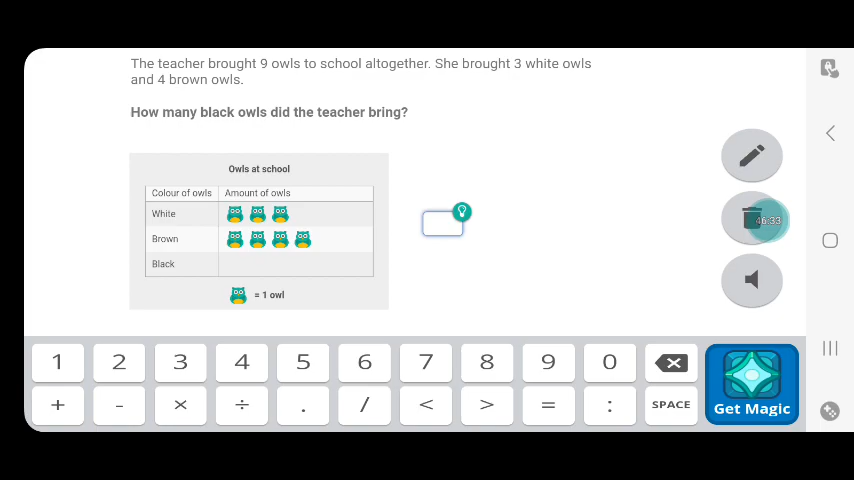 The teacher brought 9 owls to school altogether. She brought 3 white owls
and 4 brown owls.
How many black owls did the teacher bring?
Owls at school
Colour of owls Amount of owls
White
Brown
Black
= 1 owl
46:33
1 2 3 4 5 6 7 8 9 0
+ - × ÷ . / < > = : SPACE
Get Magic